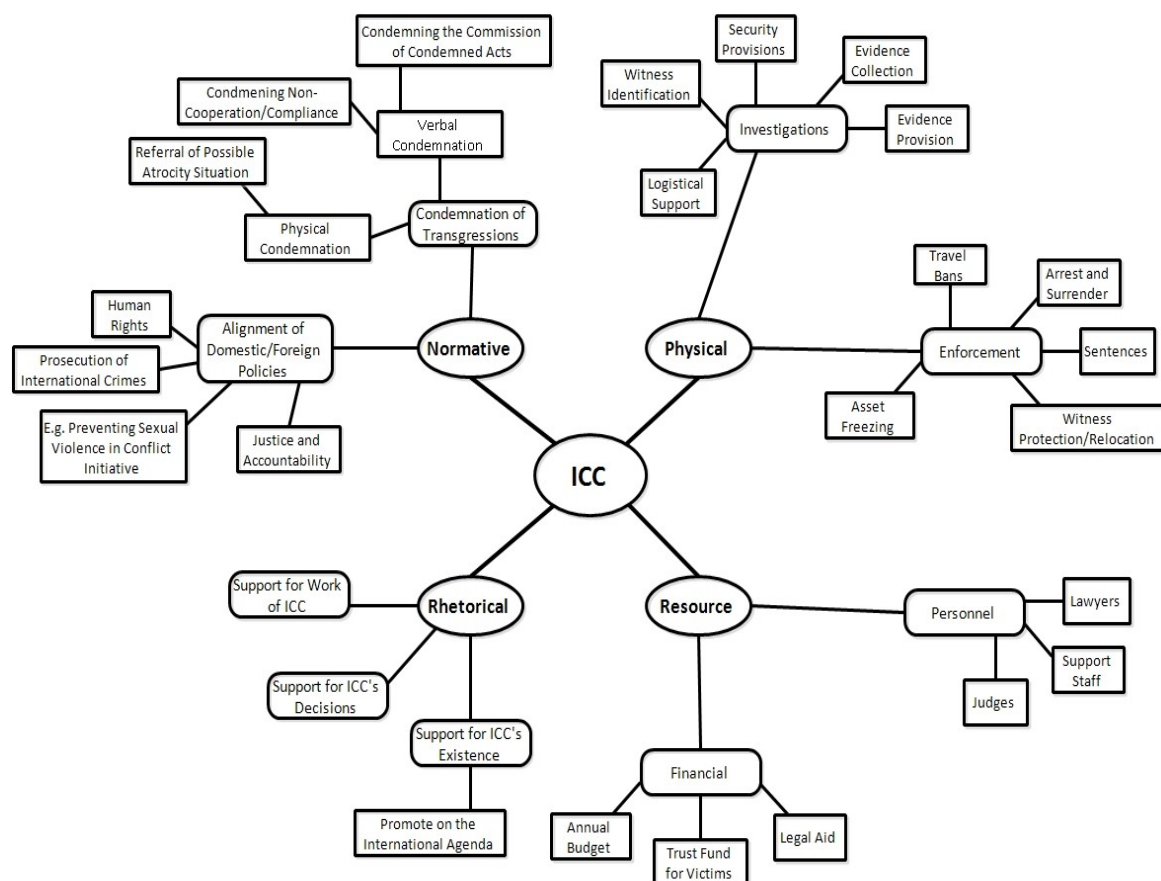 Condemning the Commission
of Condemned Acts
Condmening Non-
Cooperation/Compliance
Verbal
Condemnation
Referral of Possible
Atrocity Situation
Physical
Condemnation
Condemnation of
Transgressions
Human
Rights
Prosecution of
International Crimes
E.g. Preventing Sexual
Violence in Conflict
Initiative
Justice and
Accountability
Alignment of
Domestic/Foreign
Policies
Normative
Security
Provisions
Witness
Identification
Evidence
Collection
Evidence
Provision
Investigations
Logistical
Support
Physical
Travel
Bans
Arrest and
Surrender
Enforcement
Sentences
Asset
Freezing
Witness
Protection/Relocation
ICC
Support for Work
of ICC
Rhetorical
Support for ICC's
Decisions
Support for ICC's
Existence
Promote on the
International Agenda
Resource
Personnel
Lawyers
Support
Staff
Judges
Financial
Annual
Budget
Trust Fund
for Victims
Legal Aid